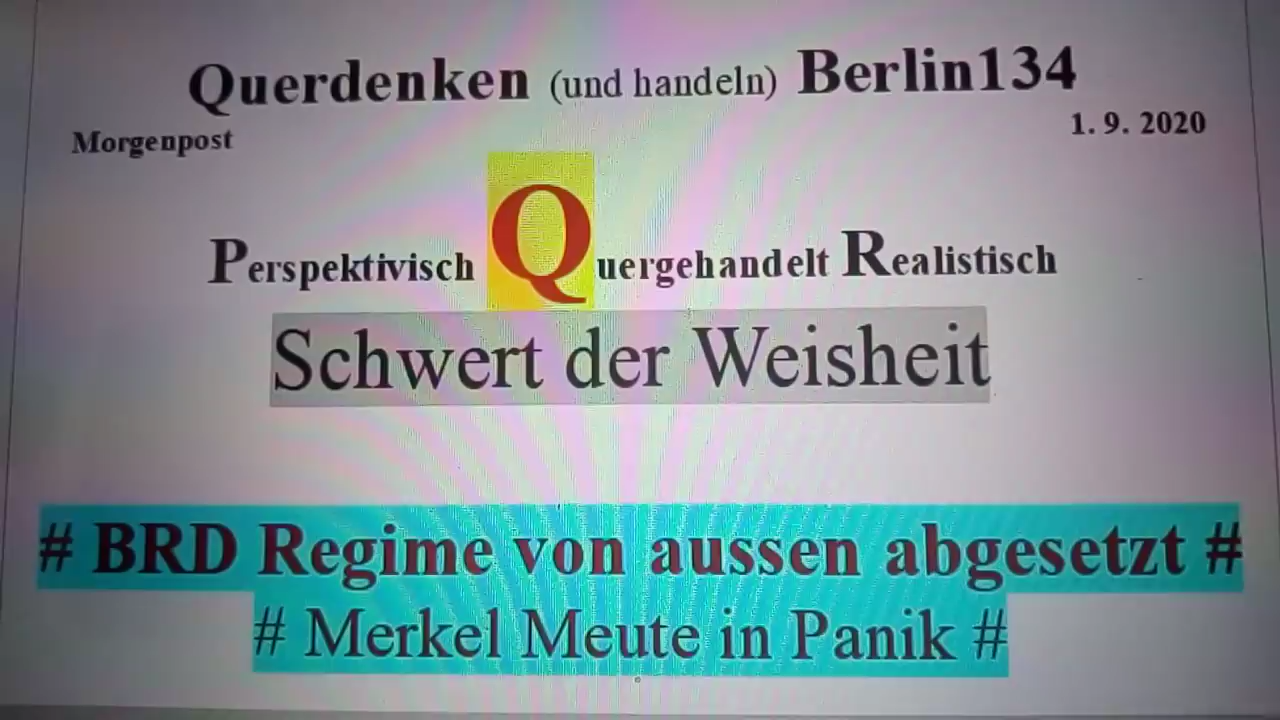 Querdenken (und handeln) Berlin134
Morgenpost 1. 9. 2020
Perspektivisch Quergehandelt Realistisch
Schwert der Weisheit
# BRD Regime von aussen abgesetzt #
# Merkel Meute in Panik #